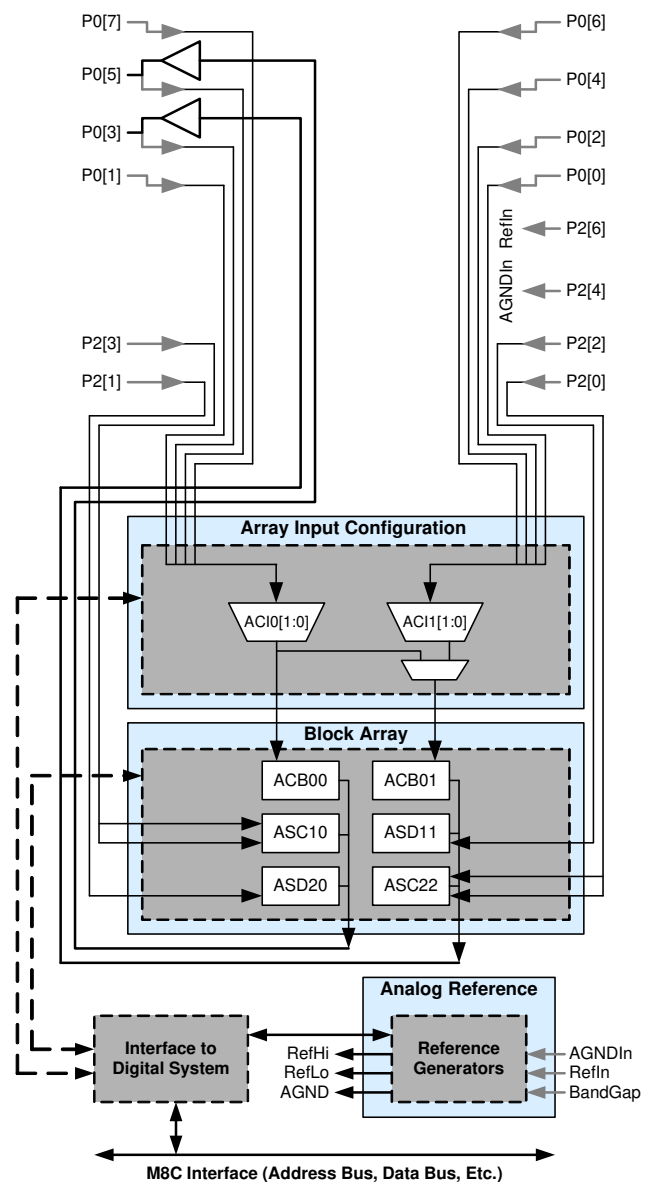 P0[7]
P0[6]
P0[5]
P0[4]
P0[3]
P0[2]
P0[1]
P0[0]
P2[6]
RefIn
AGNDIn
P2[4]
P2[3]
P2[2]
P2[1]
P2[0]
Array Input Configuration
ACI0[1:0]
ACI1[1:0]
Block Array
ACB00
ACB01
ASC10
ASD11
ASD20
ASC22
Analog Reference
Interface to
Digital System
RefHi
RefLo
AGND
Reference
Generators
AGNDIn
RefIn
BandGap
M8C Interface (Address Bus, Data Bus, Etc.)